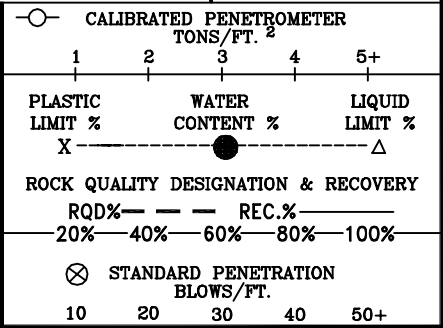 CALIBRATED PENETROMETER
TONS/FT. 2
1 2 3 4 5+
PLASTIC WATER LIQUID
LIMIT % CONTENT % LIMIT %
X
ROCK QUALITY DESIGNATION & RECOVERY
RQD% REC.%
20% 40% 60% 80% 100%
STANDARD PENETRATION
BLOWS/FT.
10 20 30 40 50+